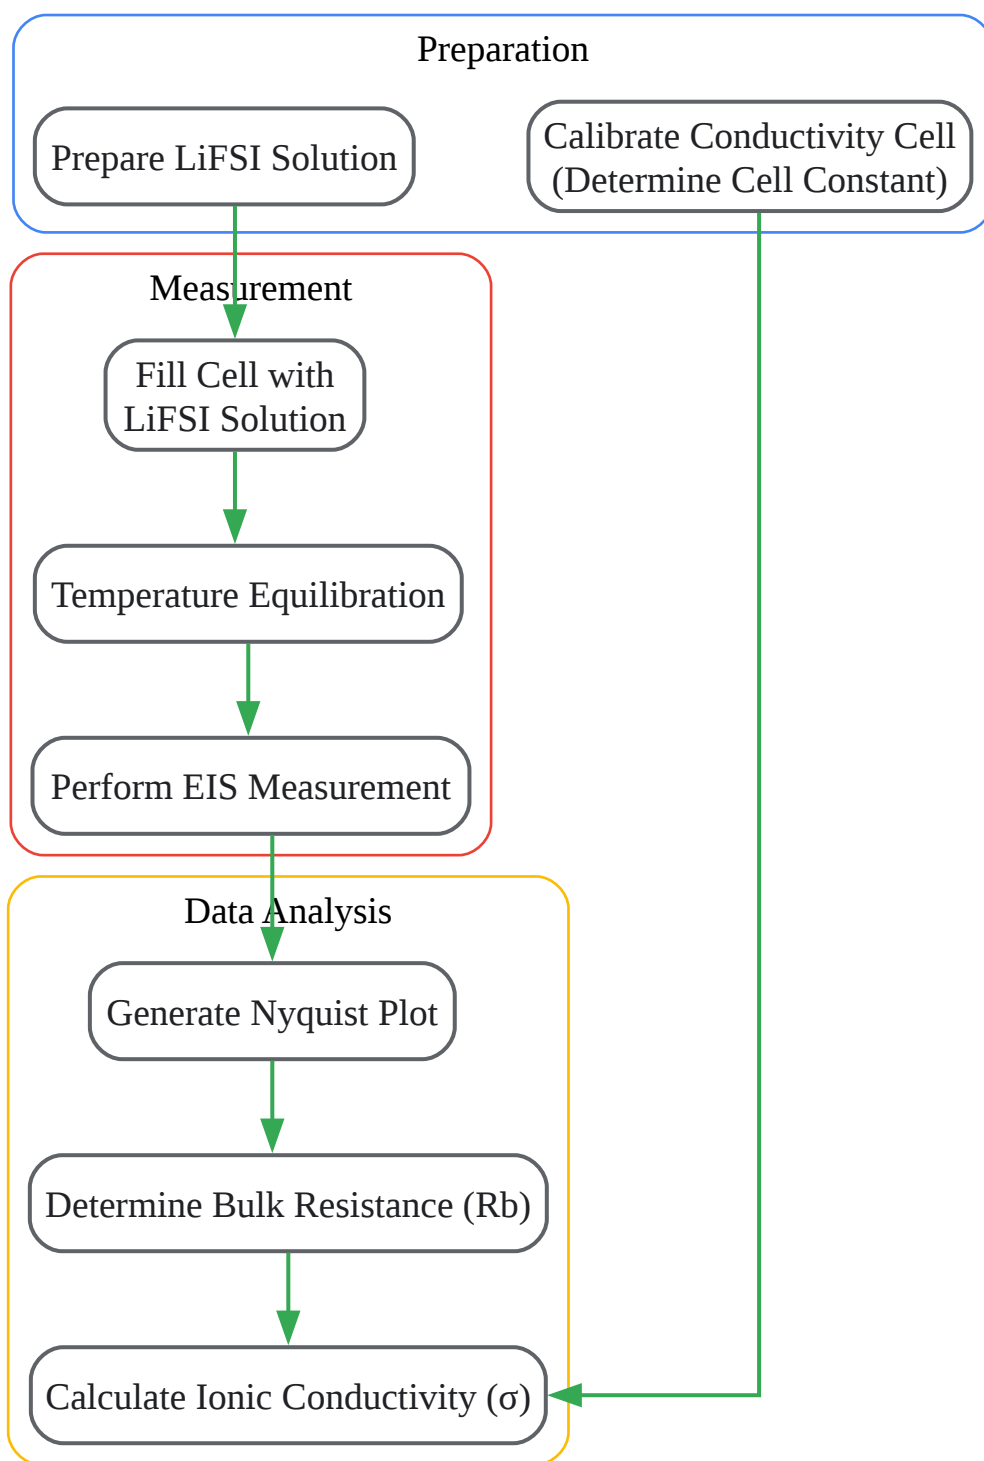 Preparation
Prepare LiFSI Solution
Calibrate Conductivity Cell
(Determine Cell Constant)
Measurement
Fill Cell with
LiFSI Solution
Temperature Equilibration
Perform EIS Measurement
Data Analysis
Generate Nyquist Plot
Determine Bulk Resistance (Rb)
Calculate Ionic Conductivity (σ)